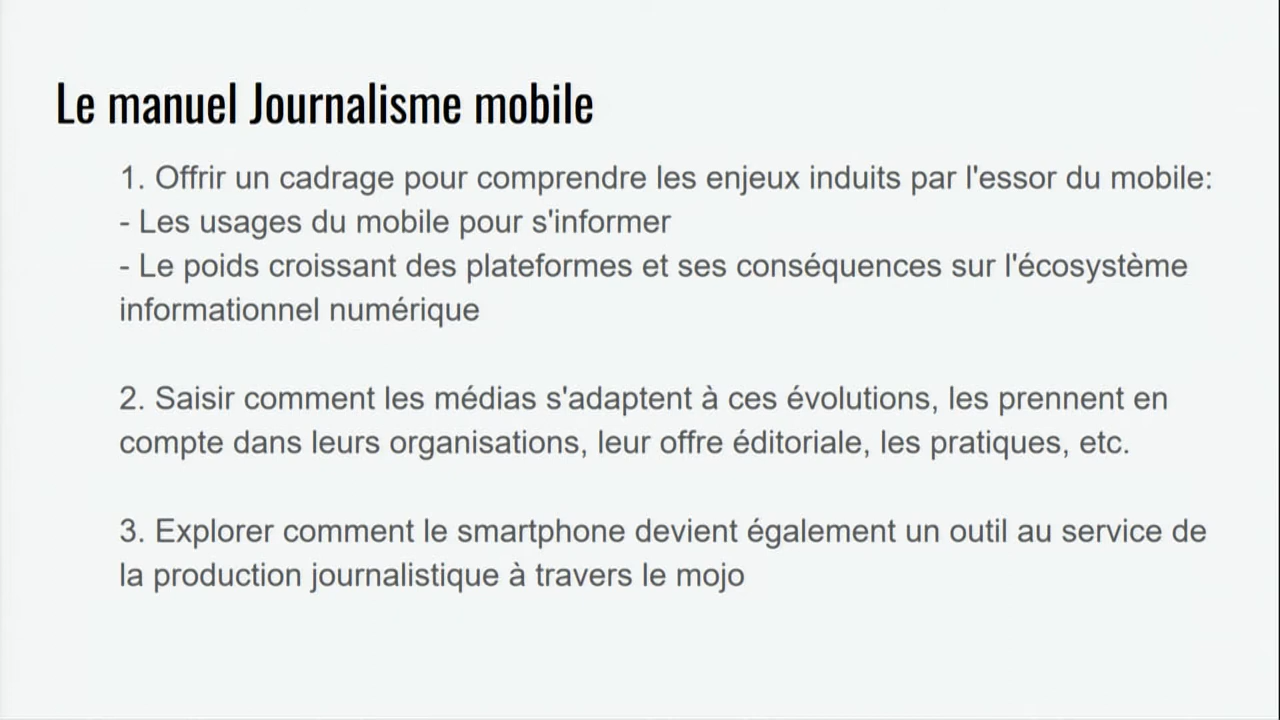 Le manuel Journalisme mobile
1. Offrir un cadrage pour comprendre les enjeux induits par l'essor du mobile:
- Les usages du mobile pour s'informer
- Le poids croissant des plateformes et ses conséquences sur l'écosystème
informationnel numérique
2. Saisir comment les médias s'adaptent à ces évolutions, les prennent en
compte dans leurs organisations, leur offre éditoriale, les pratiques, etc.
3. Explorer comment le smartphone devient également un outil au service de
la production journalistique à travers le mojo